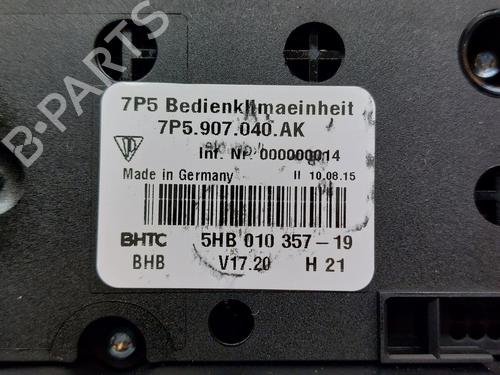 B-PARTS
7P5 Bedienklimaeinheit
7P5.907.040.AK
Inf. NP 000000014
Made in Germany II 10.08.15
BHTC 5HB 010 357-19
BHB V17.20 H 21